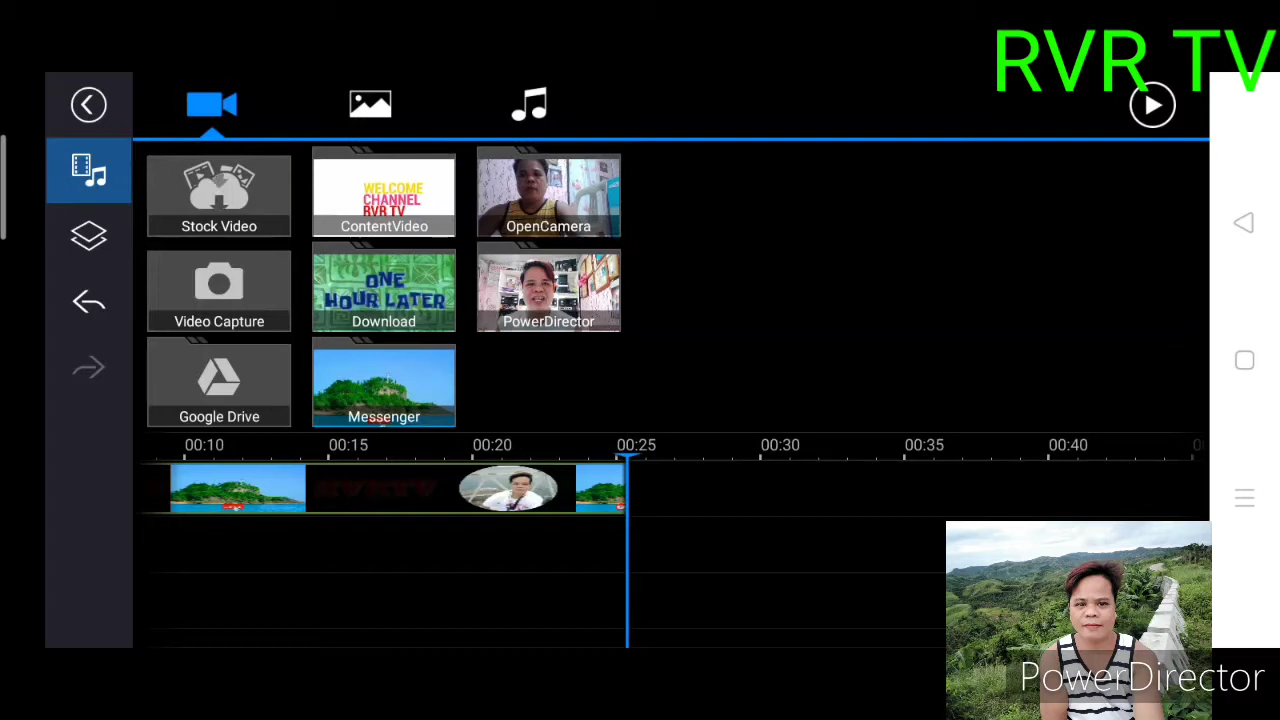 RVR TV
WELCOME
CHANNEL
RVR TV
Stock Video
ContentVideo
OpenCamera
ONE
HOUR LATER
Video Capture
Download
PowerDirector
Google Drive
Messenger
00:10 00:15 00:20 00:25 00:30 00:35 00:40
RVRTV
PowerDirector